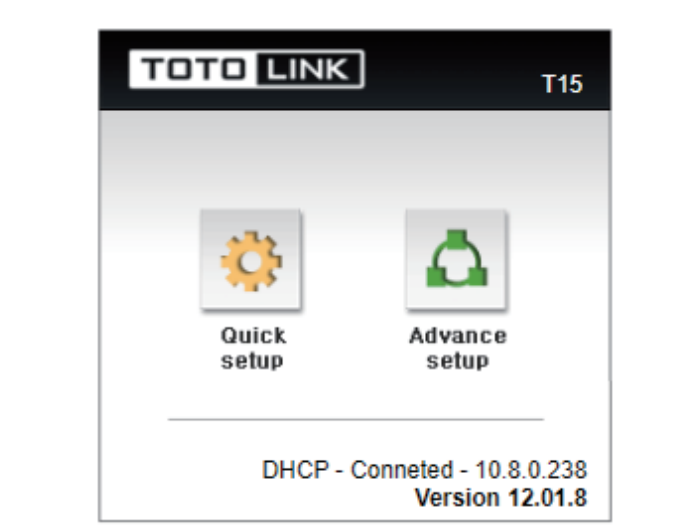 TOTO LINK
T15
Quick
setup
Advance
setup
DHCP - Conneted - 10.8.0.238
Version 12.01.8